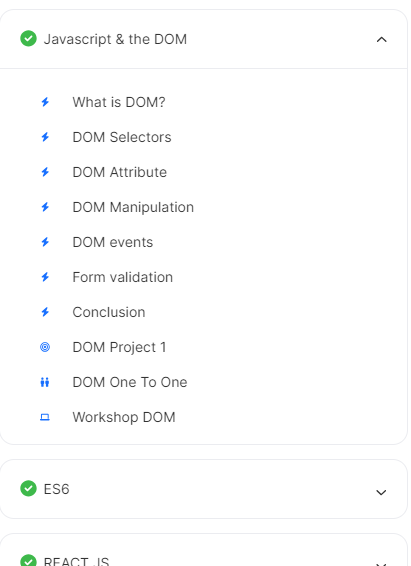 Javascript & the DOM
What is DOM?
DOM Selectors
DOM Attribute
DOM Manipulation
DOM events
Form validation
Conclusion
DOM Project 1
DOM One To One
Workshop DOM
ES6
REACT JS